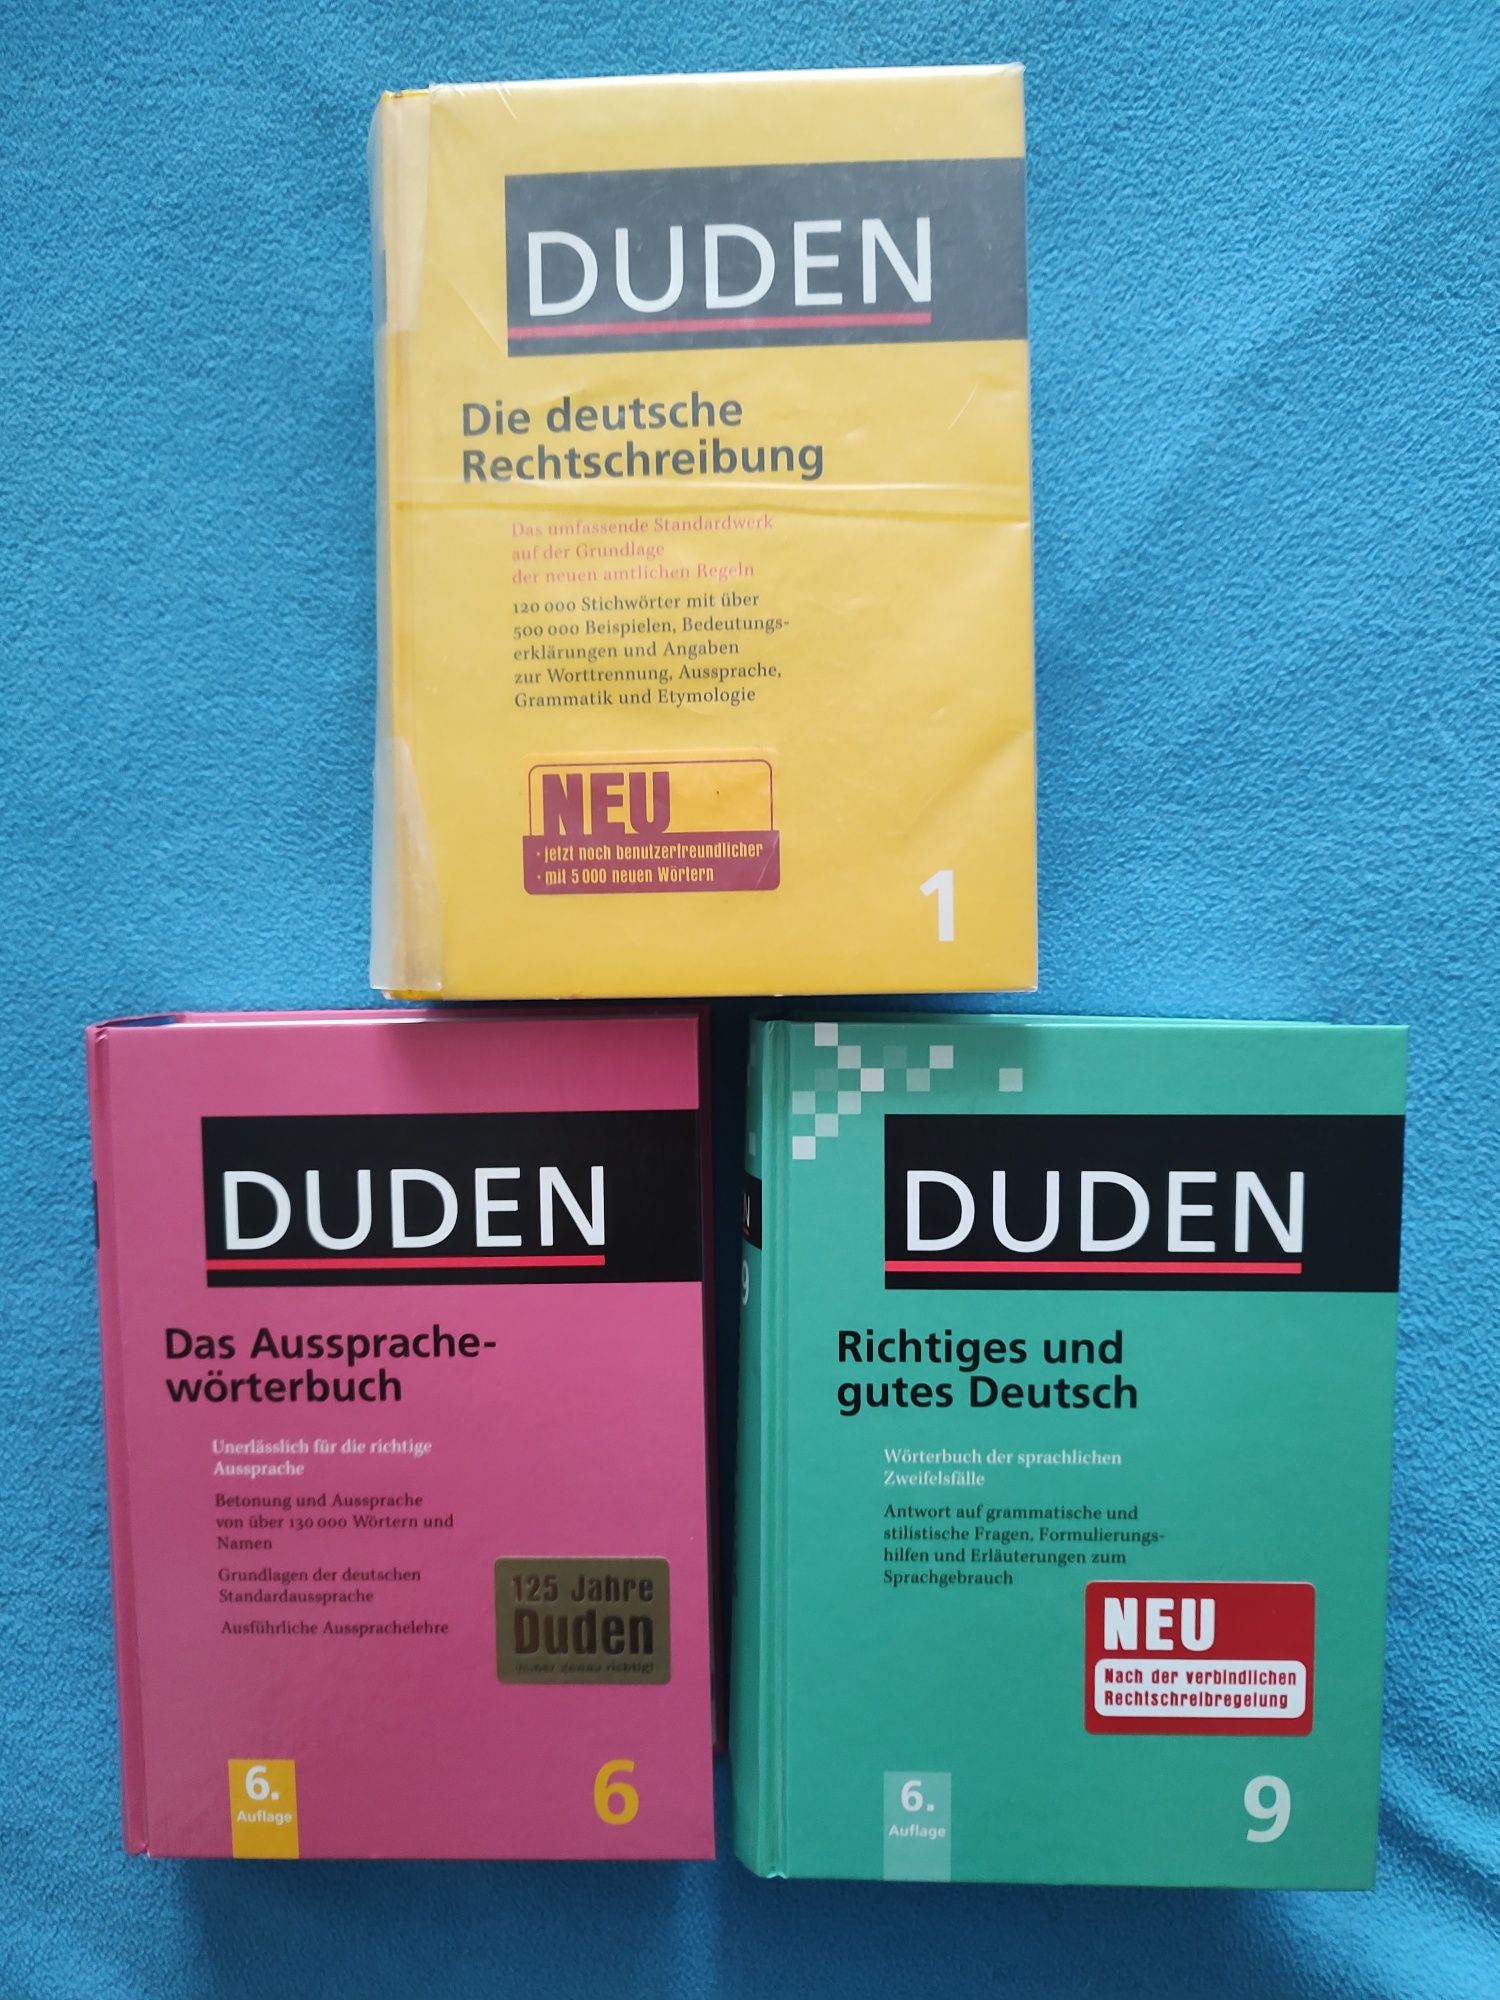 DUDEN
Die deutsche
Rechtschreibung
Das umfassende Standardwerk
auf der Grundlage
der neuen amtlichen Regeln
120 000 Stichwörter mit über
500 000 Beispielen, Bedeutungs-
erklärungen und Angaben
zur Worttrennung, Aussprache,
Grammatik und Etymologie
NEU
· jetzt noch benutzerfreundlicher
· mit 5 000 neuen Wörtern
1
DUDEN
Das Aussprache-
wörterbuch
Unerlässlich für die richtige
Aussprache
Betonung und Aussprache
von über 130 000 Wörtern und
Namen
Grundlagen der deutschen
Standardaussprache
Ausführliche Aussprachelehre
125 Jahre
Duden
immer genau richtig!
6.
Auflage
6
N
9
DUDEN
Richtiges und
gutes Deutsch
Wörterbuch der sprachlichen
Zweifelsfälle
Antwort auf grammatische und
stilistische Fragen, Formulierungs-
hilfen und Erläuterungen zum
Sprachgebrauch
NEU
Nach der verbindlichen
Rechtschreibregelung
6.
Auflage
9